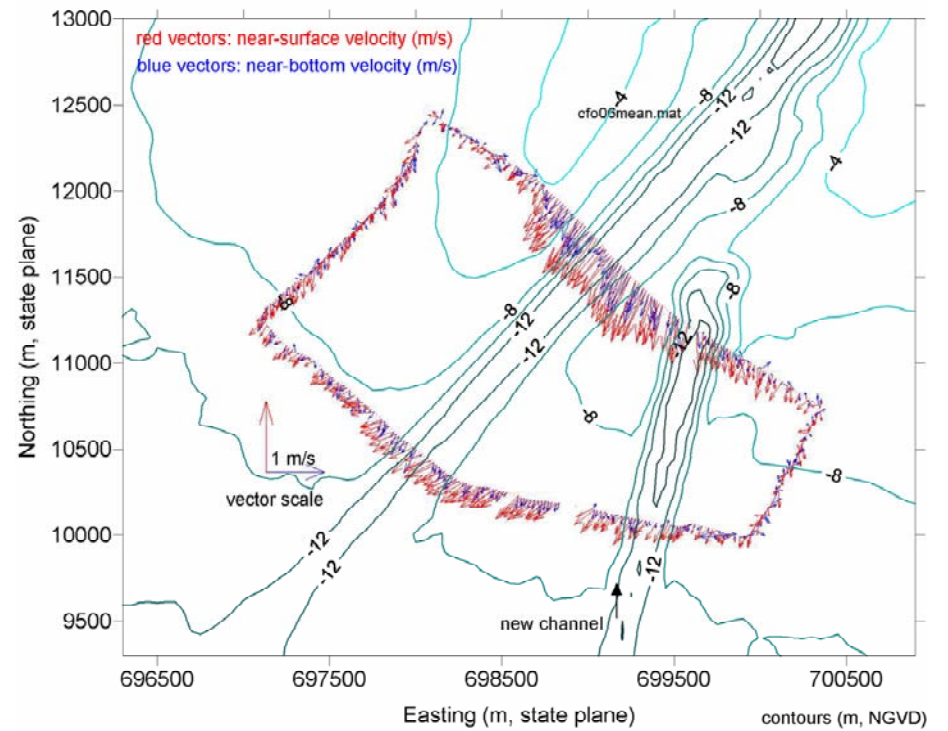 13000
red vectors: near-surface velocity (m/s)
blue vectors: near-bottom velocity (m/s)
-8
-4
-12
cfo06mean.mat
12500
-12
-4
12000
-8
Northing (m, state plane)
11500
-8
-8
-8
-12
-12
-12
11000
-8
10500
1 m/s
-8
vector scale
10000
-12
-12
-12
new channel
9500
696500 697500 698500 699500 700500
Easting (m, state plane)
contours (m, NGVD)